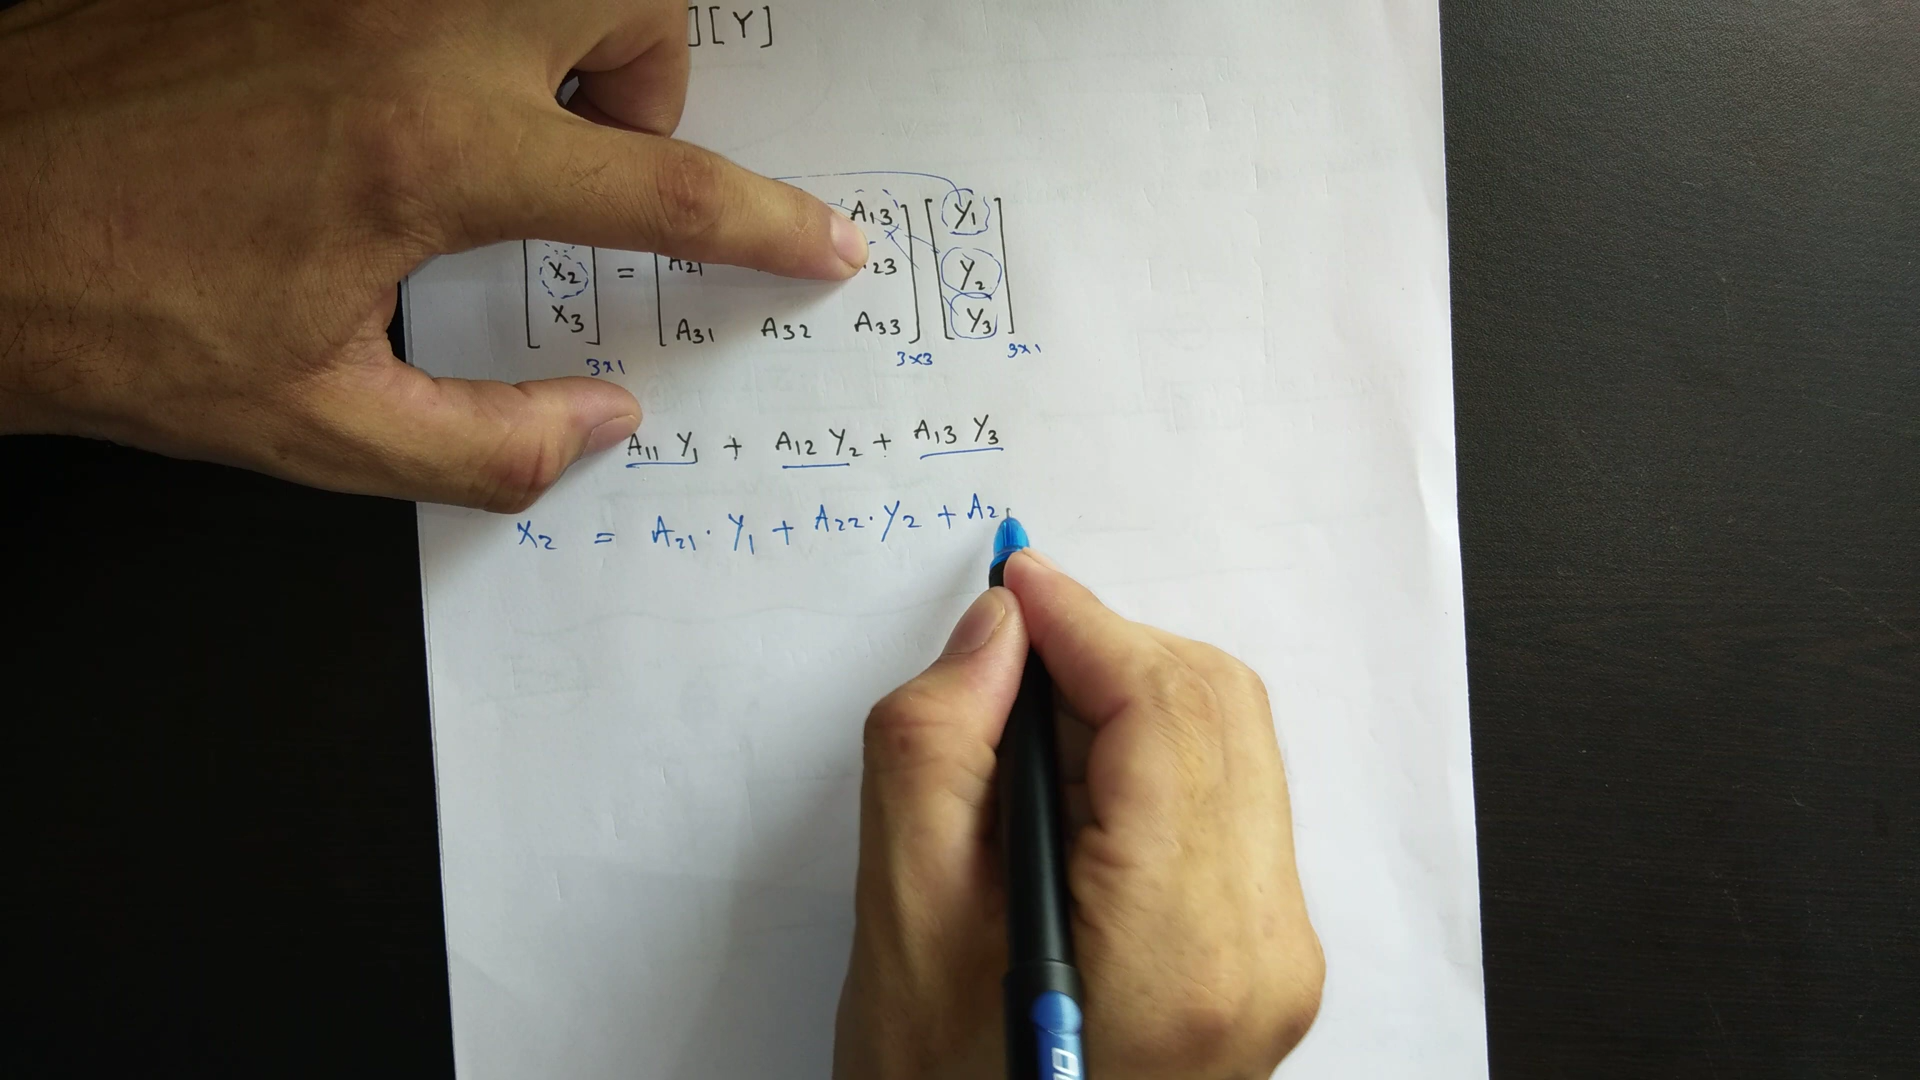 ] [ Y ]
A13 Y1
X2 = A21 23 Y2
X3 A31 A32 A33 Y3
3x1 3x3 3x1
A11 Y1 + A12 Y2 + A13 Y3
X2 = A21 · Y1 + A22 · Y2 + A2